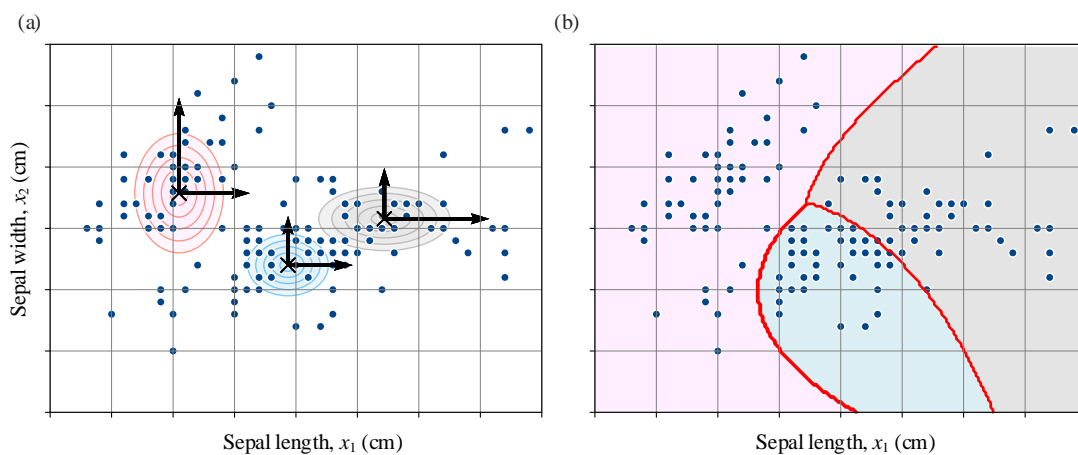 (a)
(b)
Sepal width, x₂ (cm)
Sepal length, x₁ (cm)
Sepal length, x₁ (cm)